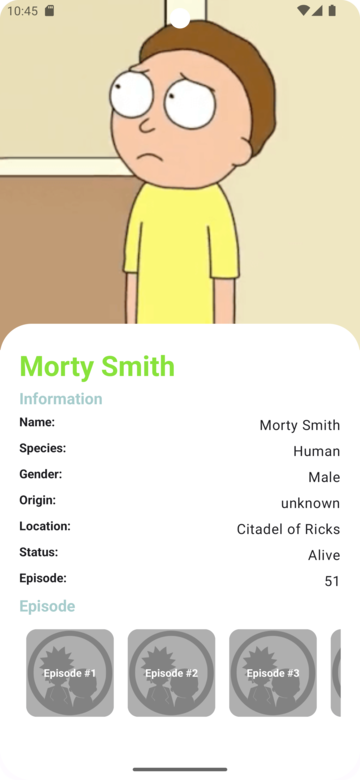 10:45
Morty Smith
Information
Name: Morty Smith
Species: Human
Gender: Male
Origin: unknown
Location: Citadel of Ricks
Status: Alive
Episode: 51
Episode
Episode #1 Episode #2 Episode #3